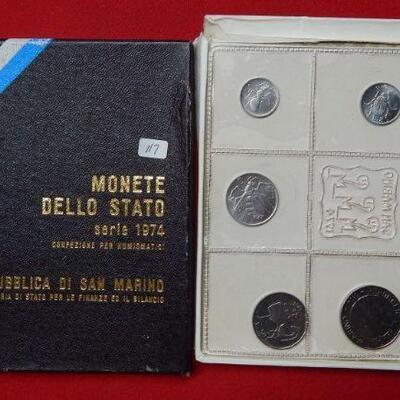 117
MONETE
DELLO STATO
serie 1974
CONFEZIONE PER NUMISMATICI
UBBLICA DI SAN MARINO
RIA DI STATO PER LE FINANZE ED IL BILANCIO